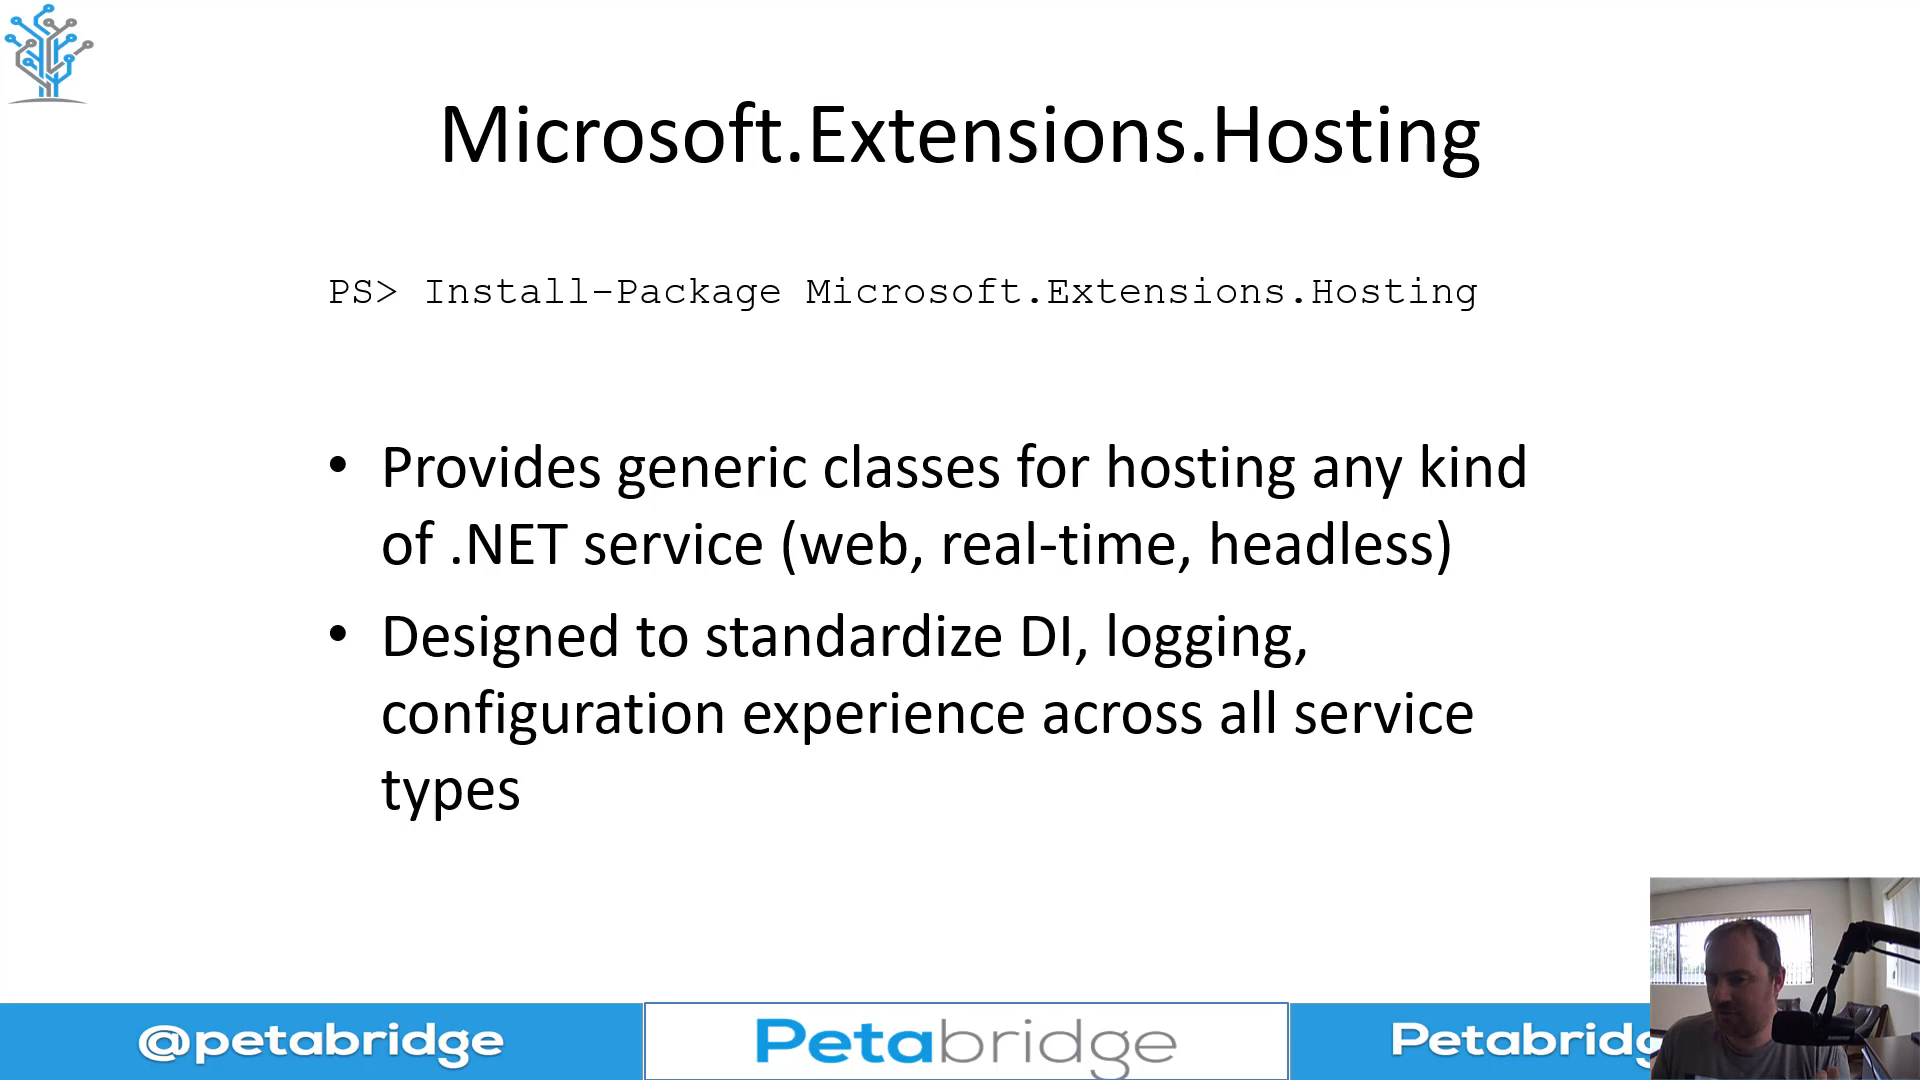 Microsoft.Extensions.Hosting
PS> Install-Package Microsoft.Extensions.Hosting
• Provides generic classes for hosting any kind
of .NET service (web, real-time, headless)
• Designed to standardize DI, logging,
configuration experience across all service
types
@petabridge
Petabridge